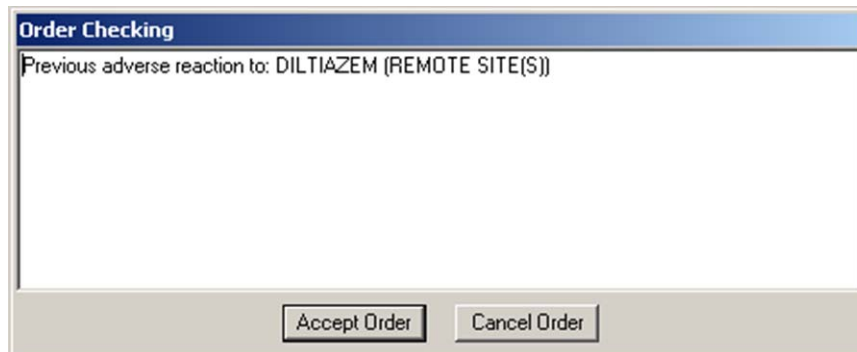 Order Checking
Previous adverse reaction to: DILTIAZEM (REMOTE SITE(S))
Accept Order Cancel Order